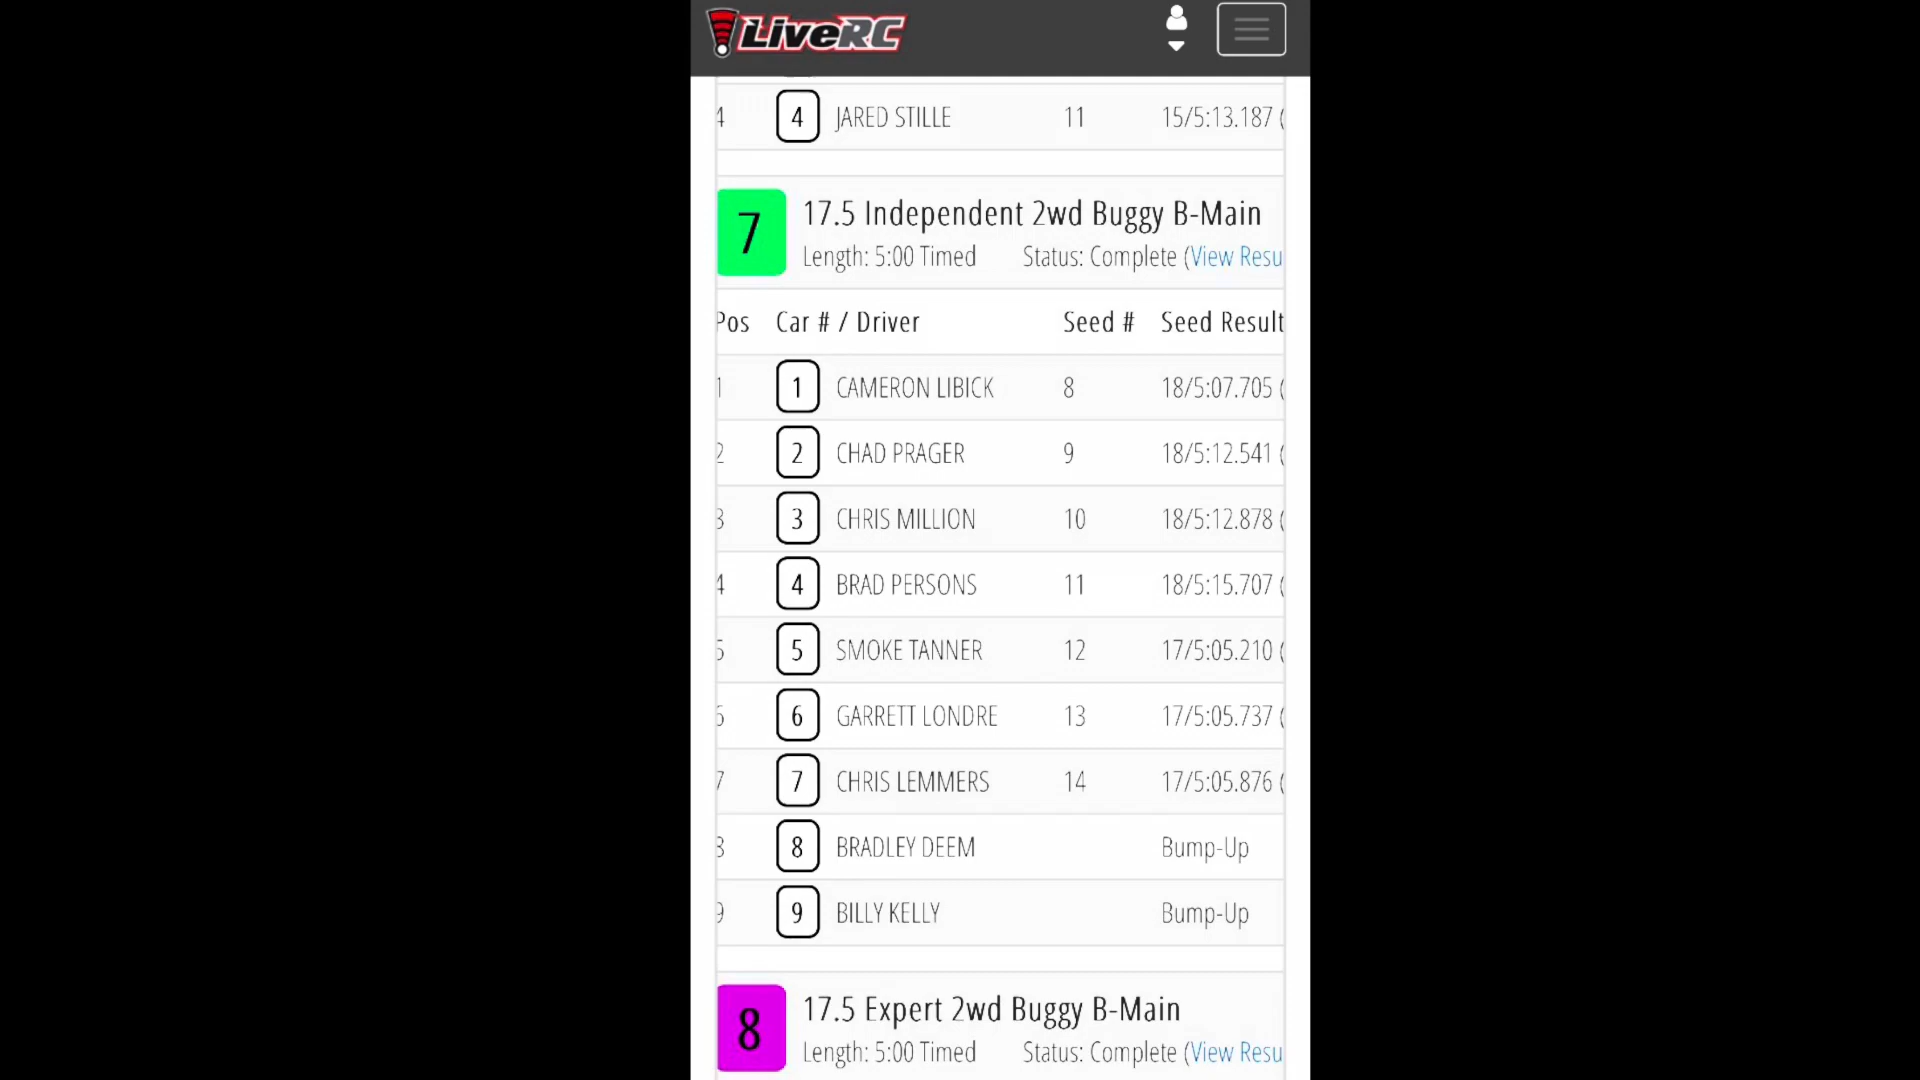 LiveRC
4 4 JARED STILLE 11 15/5:13.187 (
7 17.5 Independent 2wd Buggy B-Main
Length: 5:00 Timed Status: Complete (View Resu
Pos Car # / Driver Seed # Seed Result
1 1 CAMERON LIBICK 8 18/5:07.705 (
2 2 CHAD PRAGER 9 18/5:12.541 (
3 3 CHRIS MILLION 10 18/5:12.878 (
4 4 BRAD PERSONS 11 18/5:15.707 (
5 5 SMOKE TANNER 12 17/5:05.210 (
6 6 GARRETT LONDRE 13 17/5:05.737 (
7 7 CHRIS LEMMERS 14 17/5:05.876 (
8 8 BRADLEY DEEM Bump-Up
9 9 BILLY KELLY Bump-Up
8 17.5 Expert 2wd Buggy B-Main
Length: 5:00 Timed Status: Complete (View Resu